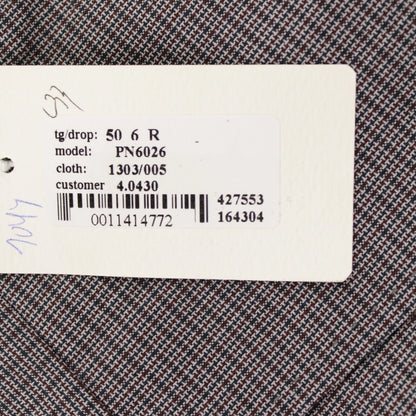 tg/drop: 50 6 R
model: PN6026
cloth: 1303/005
customer 4.0430
427553
0011414772 164304